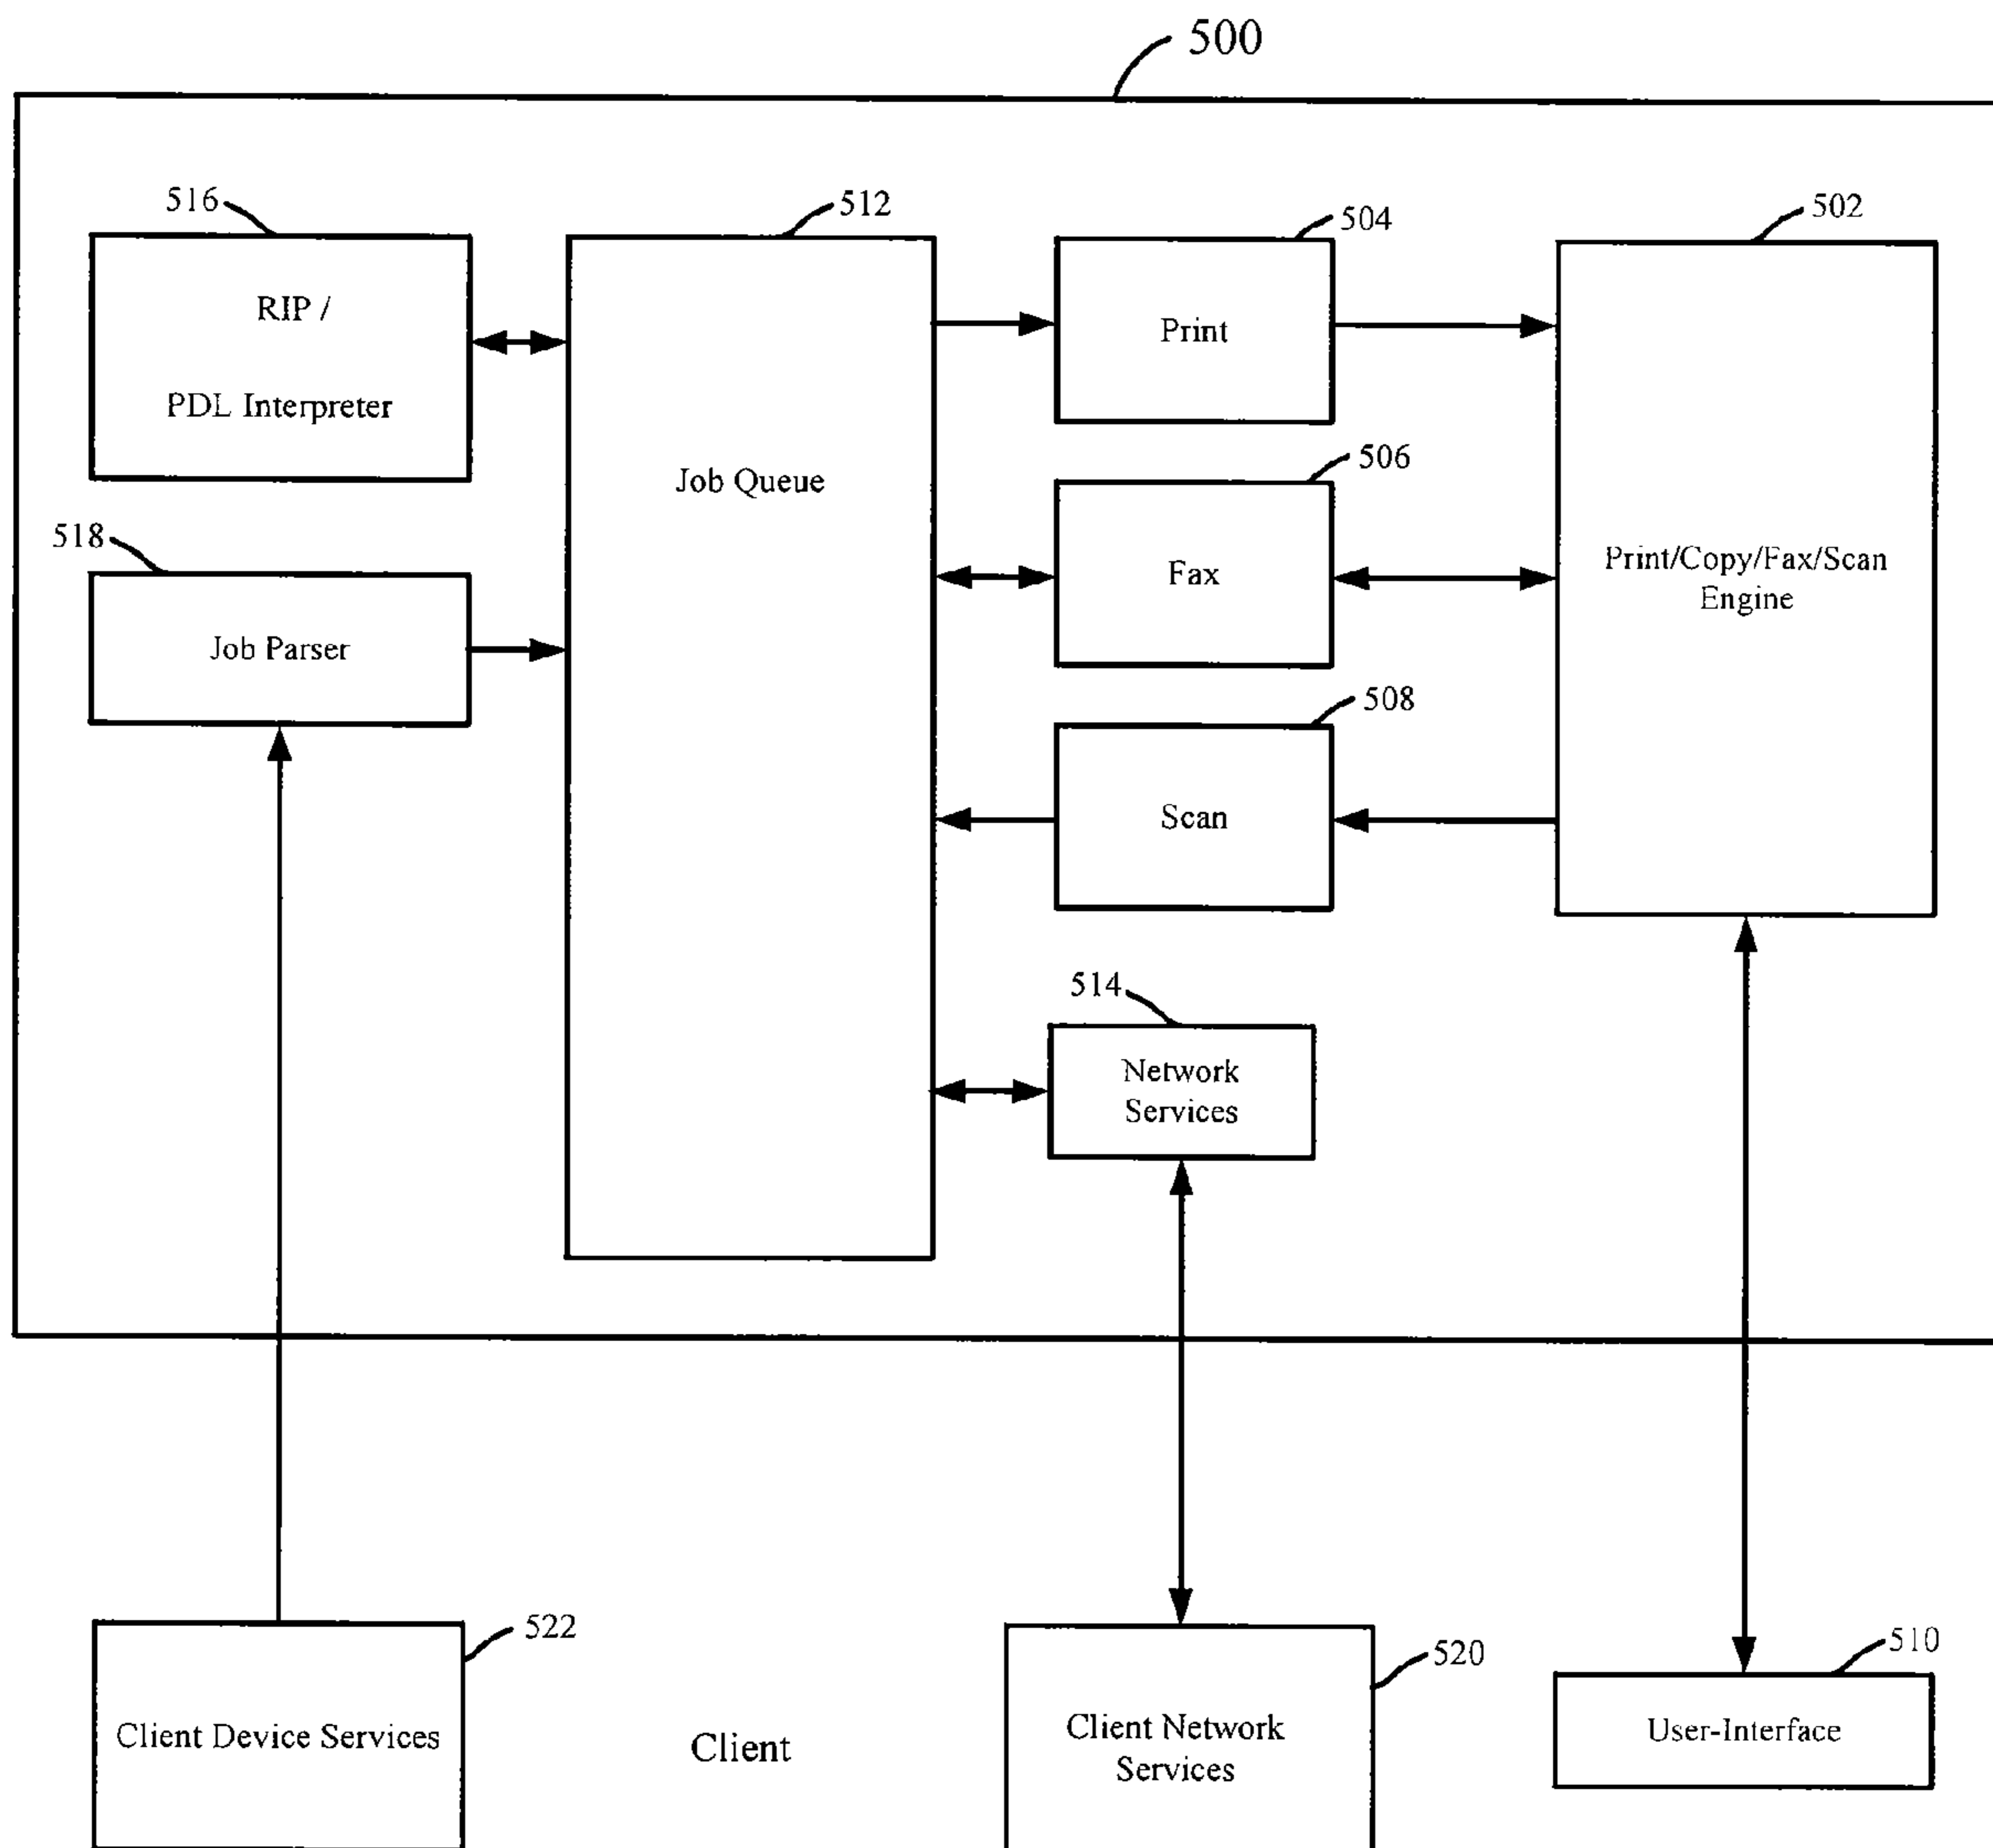 500
516
512
504
502
RIP /
PDL Interpreter
Print
Job Queue
506
518
Fax
Print/Copy/Fax/Scan
Engine
Job Parser
508
Scan
514
Network
Services
522
520
510
Client Device Services
Client
Client Network
Services
User-Interface